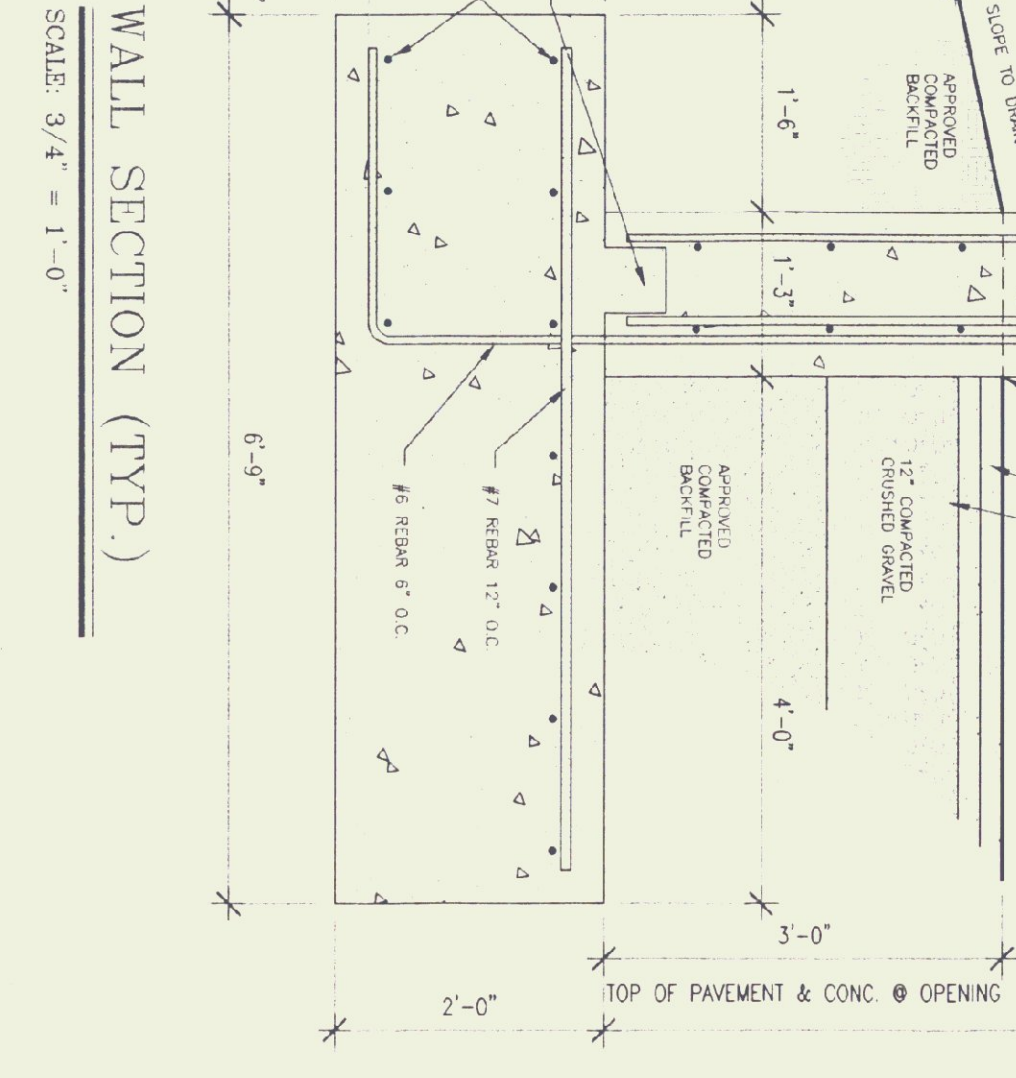 WALL SECTION (TYP.)
SCALE: 3/4" = 1'-0"
SLOPE TO DRAIN
APPROVED
COMPACTED
BACKFILL
1'-6"
1'-3"
6'-9"
#6 REBAR 6" O.C.
#7 REBAR 12" O.C.
APPROVED
COMPACTED
BACKFILL
12" COMPACTED
CRUSHED GRAVEL
4'-0"
3'-0"
TOP OF PAVEMENT & CONC. @ OPENING
2'-0"